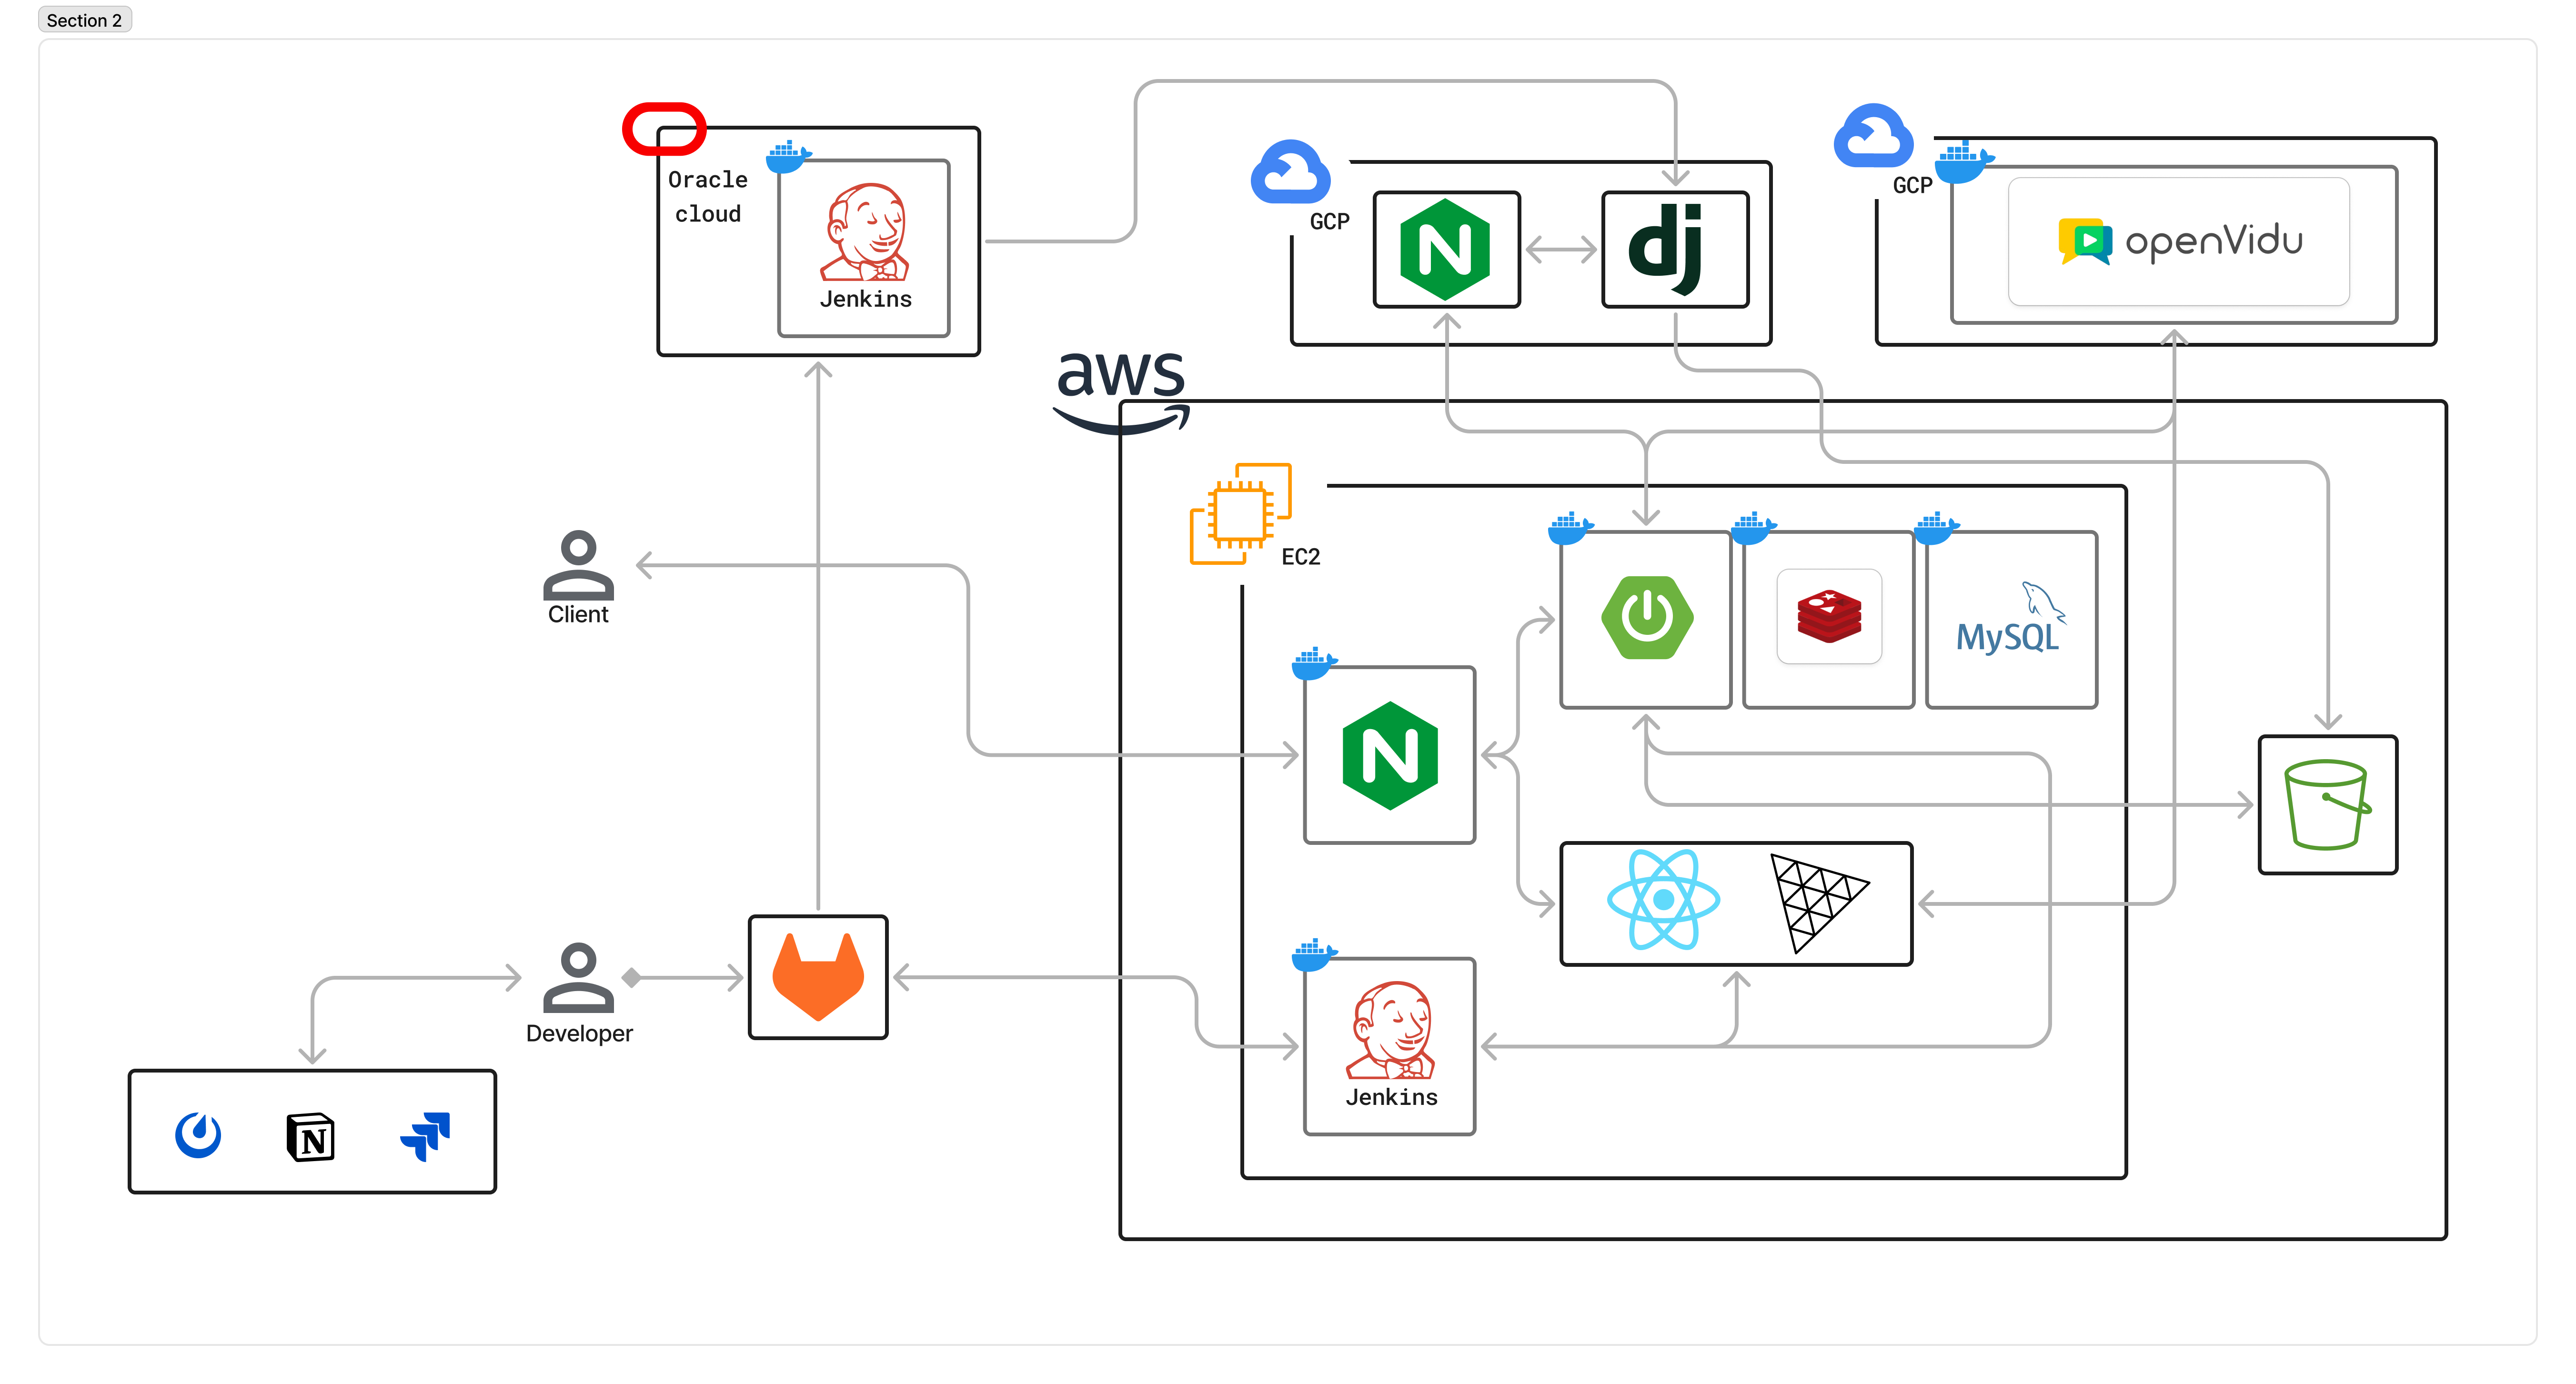 Section 2
Oracle
cloud
Jenkins
GCP
dj
GCP
openVidu
aws
EC2
Client
MySQL
Developer
Jenkins
N
N
N